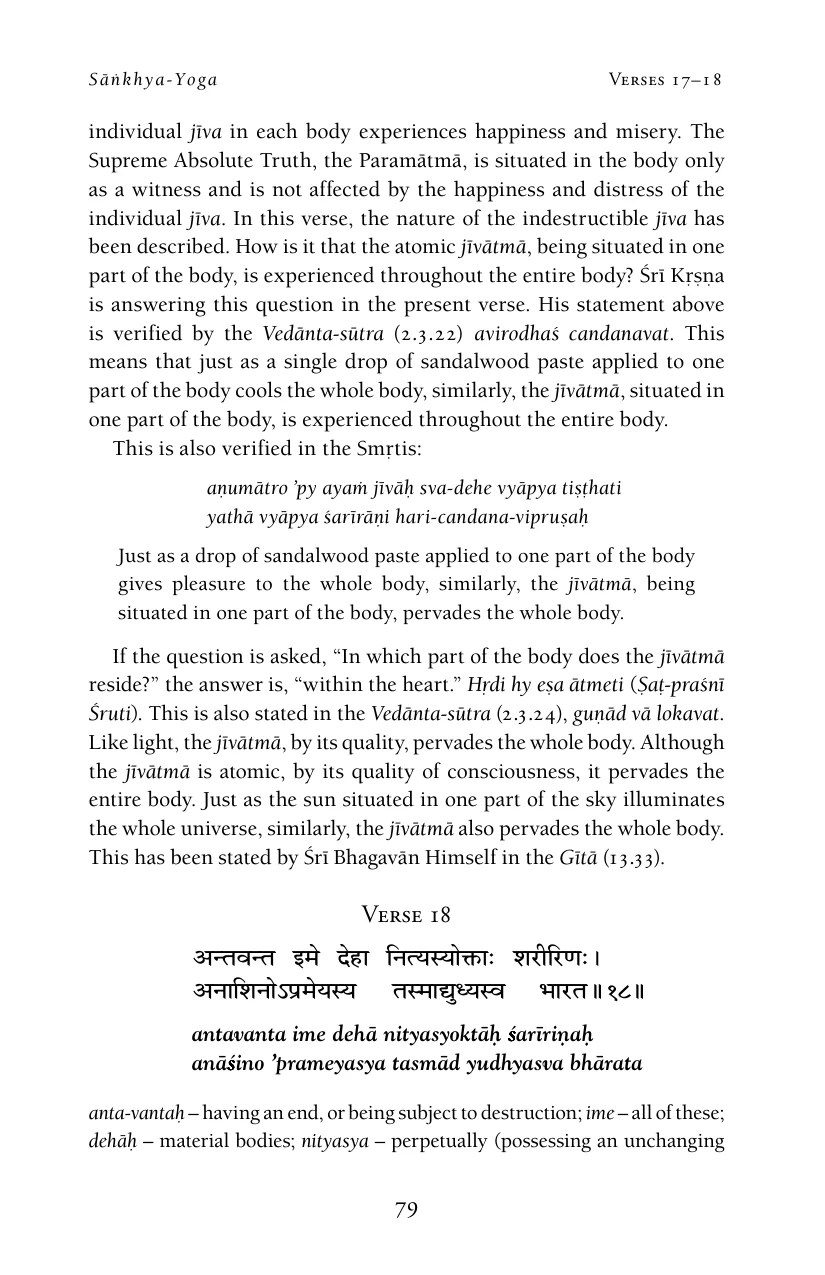 Sāṅkhya-Yoga Verses 17–18
individual jīva in each body experiences happiness and misery. The
Supreme Absolute Truth, the Paramātmā, is situated in the body only
as a witness and is not affected by the happiness and distress of the
individual jīva. In this verse, the nature of the indestructible jīva has
been described. How is it that the atomic jīvātmā, being situated in one
part of the body, is experienced throughout the entire body? Śrī Kṛṣṇa
is answering this question in the present verse. His statement above
is verified by the Vedānta-sūtra (2.3.22) avirodhaś candanavat. This
means that just as a single drop of sandalwood paste applied to one
part of the body cools the whole body, similarly, the jīvātmā, situated in
one part of the body, is experienced throughout the entire body.
This is also verified in the Smṛtis:
aṇumātro ’py ayaṁ jīvāḥ sva-dehe vyāpya tiṣṭhati
yathā vyāpya śarīrāṇi hari-candana-vipruṣaḥ
Just as a drop of sandalwood paste applied to one part of the body
gives pleasure to the whole body, similarly, the jīvātmā, being
situated in one part of the body, pervades the whole body.
If the question is asked, “In which part of the body does the jīvātmā
reside?” the answer is, “within the heart.” Hṛdi hy eṣa ātmeti (Ṣaṭ-praśnī
Śruti). This is also stated in the Vedānta-sūtra (2.3.24), guṇād vā lokavat.
Like light, the jīvātmā, by its quality, pervades the whole body. Although
the jīvātmā is atomic, by its quality of consciousness, it pervades the
entire body. Just as the sun situated in one part of the sky illuminates
the whole universe, similarly, the jīvātmā also pervades the whole body.
This has been stated by Śrī Bhagavān Himself in the Gītā (13.33).
Verse 18
अन्तवन्त इमे देहा नित्यस्योक्ताः शरीरिणः।
अनाशिनोऽप्रमेयस्य तस्माद्युध्यस्व भारत॥१८॥
antavanta ime dehā nityasyoktāḥ śarīriṇaḥ
anāśino ’prameyasya tasmād yudhyasva bhārata
anta-vantaḥ – having an end, or being subject to destruction; ime – all of these;
dehāḥ – material bodies; nityasya – perpetually (possessing an unchanging
79